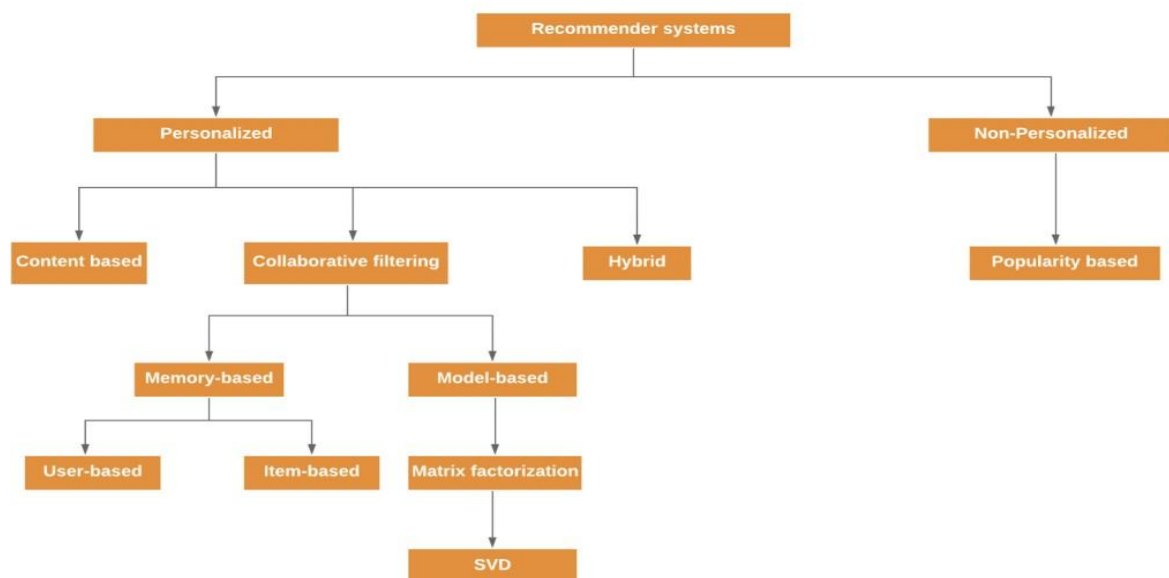 Recommender systems
Personalized
Non-Personalized
Content based
Collaborative filtering
Hybrid
Popularity based
Memory-based
Model-based
User-based
Item-based
Matrix factorization
SVD